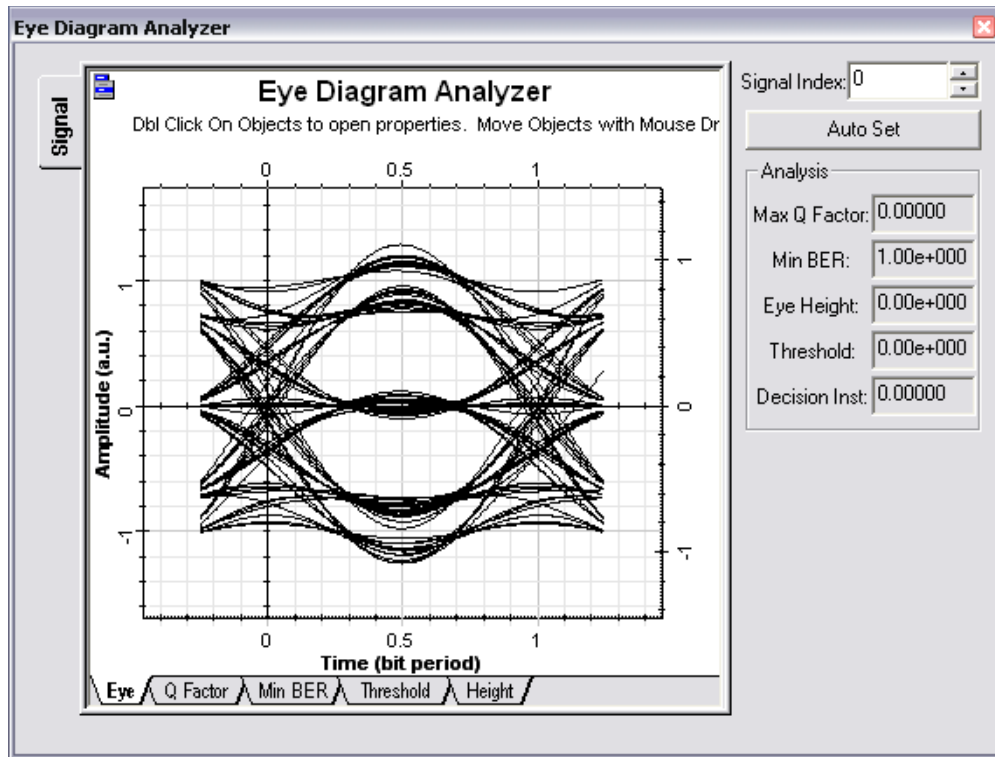 Eye Diagram Analyzer
Signal
Eye Diagram Analyzer
Dbl Click On Objects to open properties. Move Objects with Mouse Dr
0 0.5 1
1
0
-1
Amplitude (a.u.)
1
0
-1
0 0.5 1
Time (bit period)
Eye Q Factor Min BER Threshold Height
Signal Index: 0
Auto Set
Analysis
Max Q Factor: 0.00000
Min BER: 1.00e+000
Eye Height: 0.00e+000
Threshold: 0.00e+000
Decision Inst: 0.00000